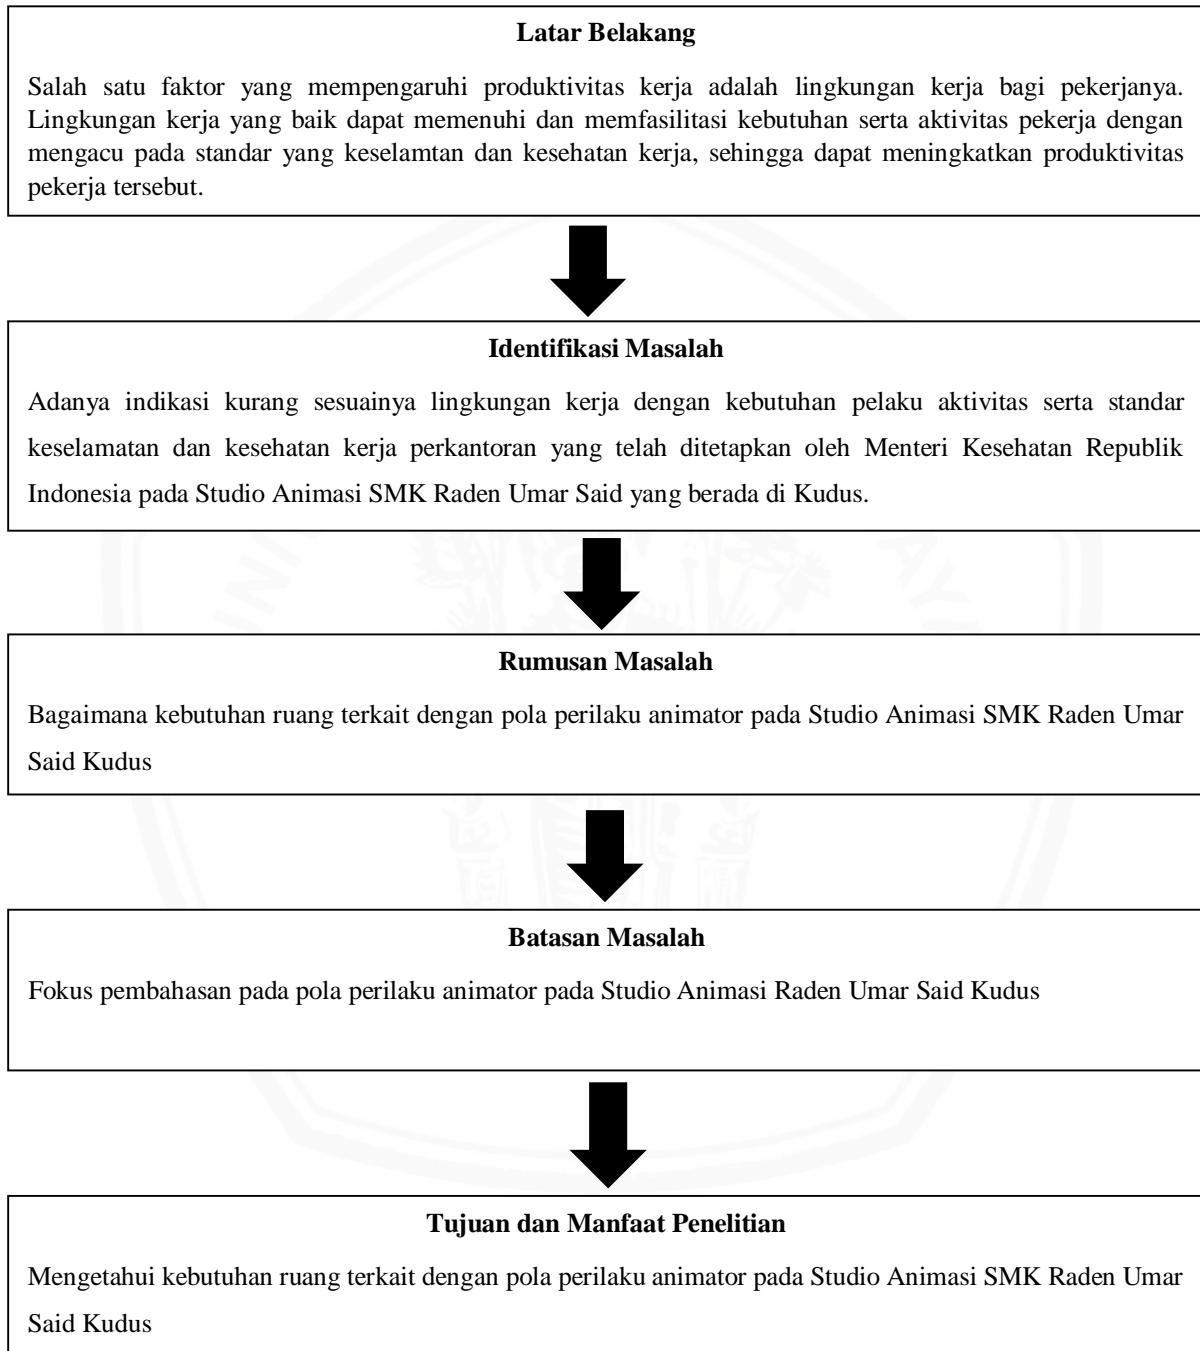 Latar Belakang
Salah satu faktor yang mempengaruhi produktivitas kerja adalah lingkungan kerja bagi pekerjanya.
Lingkungan kerja yang baik dapat memenuhi dan memfasilitasi kebutuhan serta aktivitas pekerja dengan
mengacu pada standar yang keselamtan dan kesehatan kerja, sehingga dapat meningkatkan produktivitas
pekerja tersebut.
Identifikasi Masalah
Adanya indikasi kurang sesuainya lingkungan kerja dengan kebutuhan pelaku aktivitas serta standar
keselamatan dan kesehatan kerja perkantoran yang telah ditetapkan oleh Menteri Kesehatan Republik
Indonesia pada Studio Animasi SMK Raden Umar Said yang berada di Kudus.
Rumusan Masalah
Bagaimana kebutuhan ruang terkait dengan pola perilaku animator pada Studio Animasi SMK Raden Umar
Said Kudus
Batasan Masalah
Fokus pembahasan pada pola perilaku animator pada Studio Animasi Raden Umar Said Kudus
Tujuan dan Manfaat Penelitian
Mengetahui kebutuhan ruang terkait dengan pola perilaku animator pada Studio Animasi SMK Raden Umar
Said Kudus